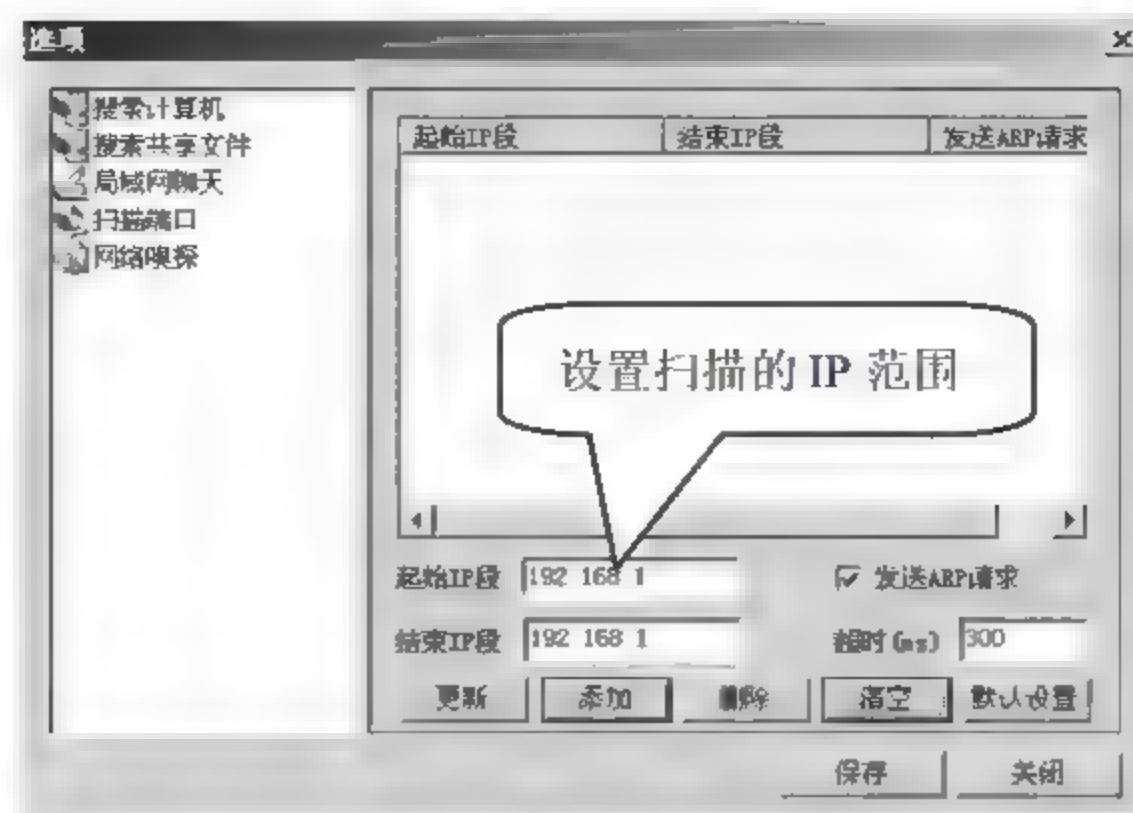 选项
搜索计算机
搜索共享文件
局域网聊天
扫描端口
网络嗅探
起始IP段 结束IP段 发送ARP请求
设置扫描的 IP 范围
起始IP段 192 168 1 发送ARP请求
结束IP段 192 168 1 超时(ms) 300
更新 添加 删除 清空 默认设置
保存 关闭